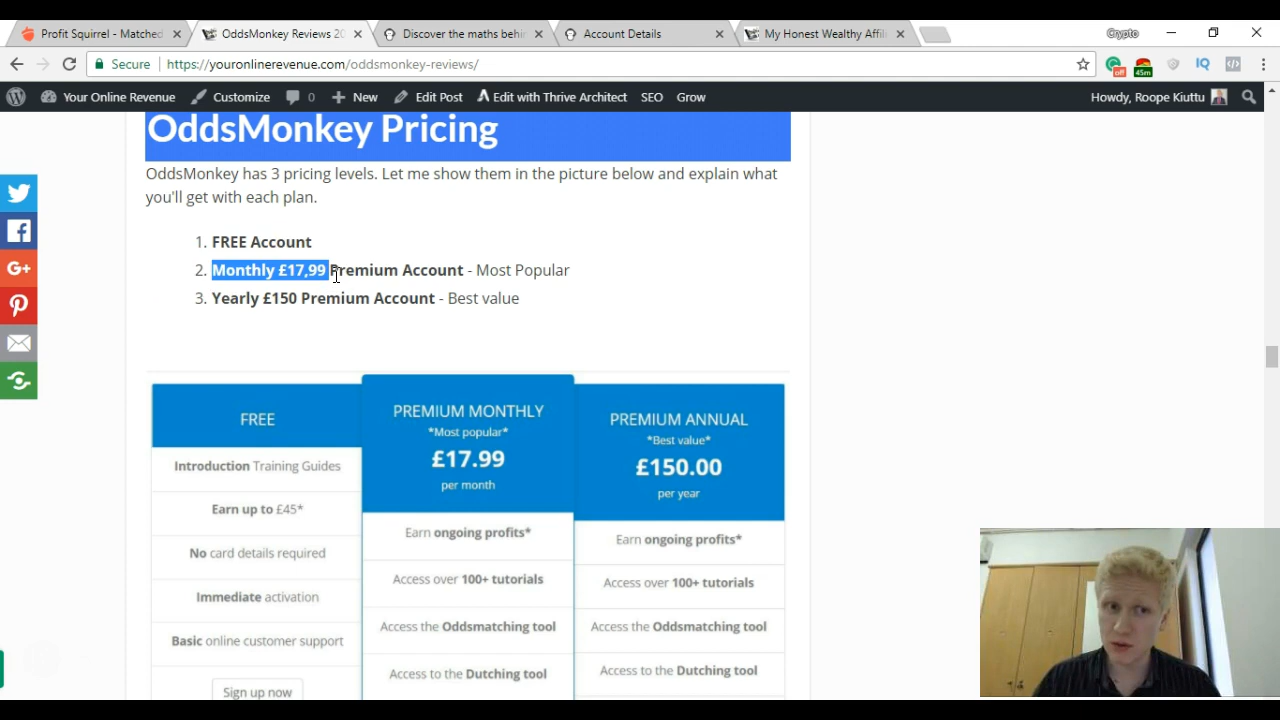 Profit Squirrel - Matched
OddsMonkey Reviews 20
Discover the maths behi
Account Details
My Honest Wealthy Affil
Crypto
Secure
https://youronlinerevenue.com/oddsmonkey-reviews/
off
45m
IQ
Your Online Revenue
Customize
0
New
Edit Post
Edit with Thrive Architect
SEO
Grow
Howdy, Roope Kiuttu
OddsMonkey Pricing
OddsMonkey has 3 pricing levels. Let me show them in the picture below and explain what
you'll get with each plan.
1. FREE Account
2. Monthly £17,99 Premium Account - Most Popular
3. Yearly £150 Premium Account - Best value
FREE
Introduction Training Guides
Earn up to £45*
No card details required
Immediate activation
Basic online customer support
Sign up now
PREMIUM MONTHLY
*Most popular*
£17.99
per month
Earn ongoing profits*
Access over 100+ tutorials
Access the Oddsmatching tool
Access to the Dutching tool
PREMIUM ANNUAL
*Best value*
£150.00
per year
Earn ongoing profits*
Access over 100+ tutorials
Access the Oddsmatching tool
Access to the Dutching tool